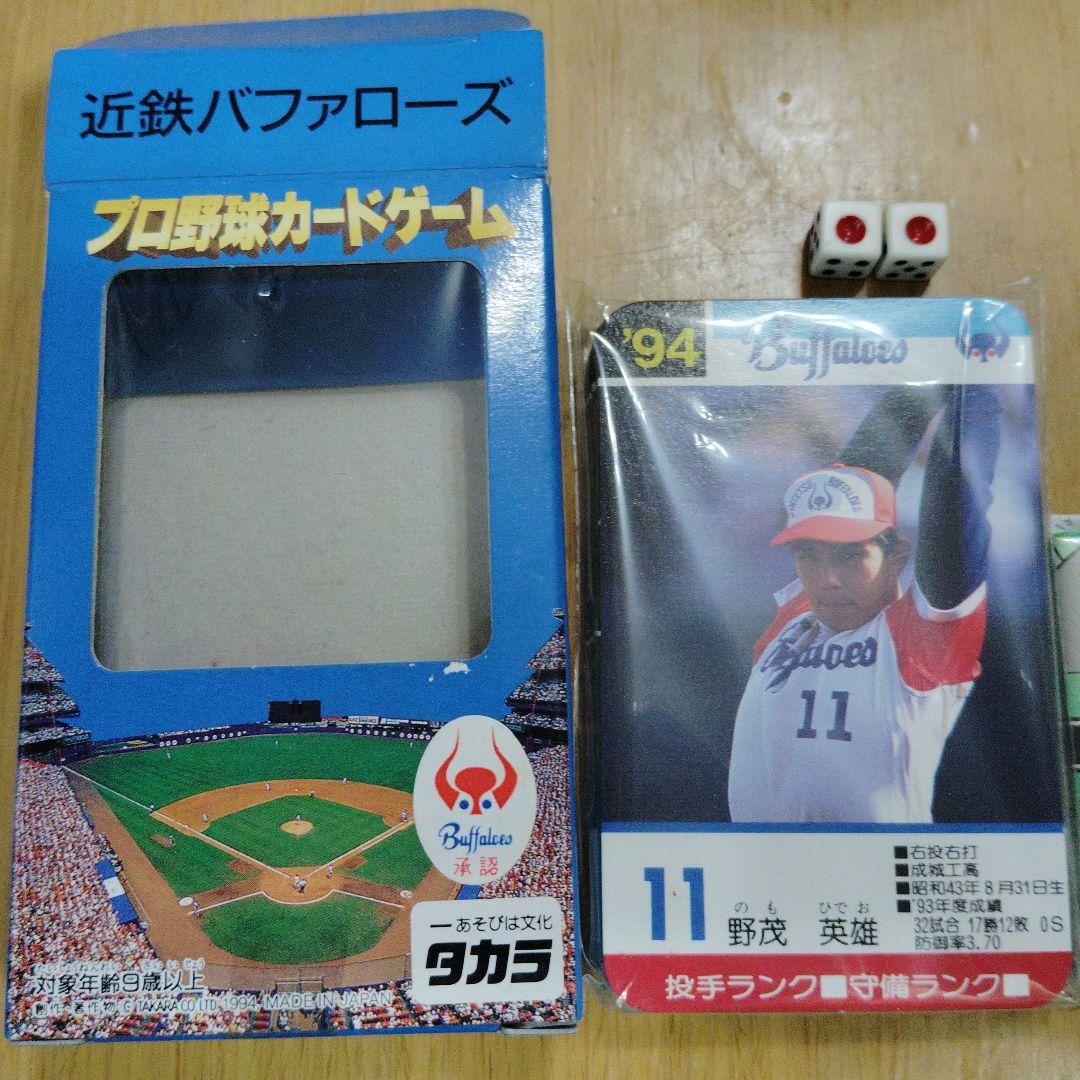 近鉄バファローズ
プロ野球カードゲーム
Buffaloes
承認
ーあそびは文化
タカラ
対象年齢9歳以上
TAKARA CO.LTD. 1994 MADE IN JAPAN
'94
Buffaloes
KINTETSU BUFFALOES
Buffaloes
11
11
のも ひでお
野茂 英雄
■右投右打
■成城工高
■昭和43年8月31日生
■'93年度成績
32試合 17勝12敗 0S
防御率3.70
投手ランク■守備ランク■